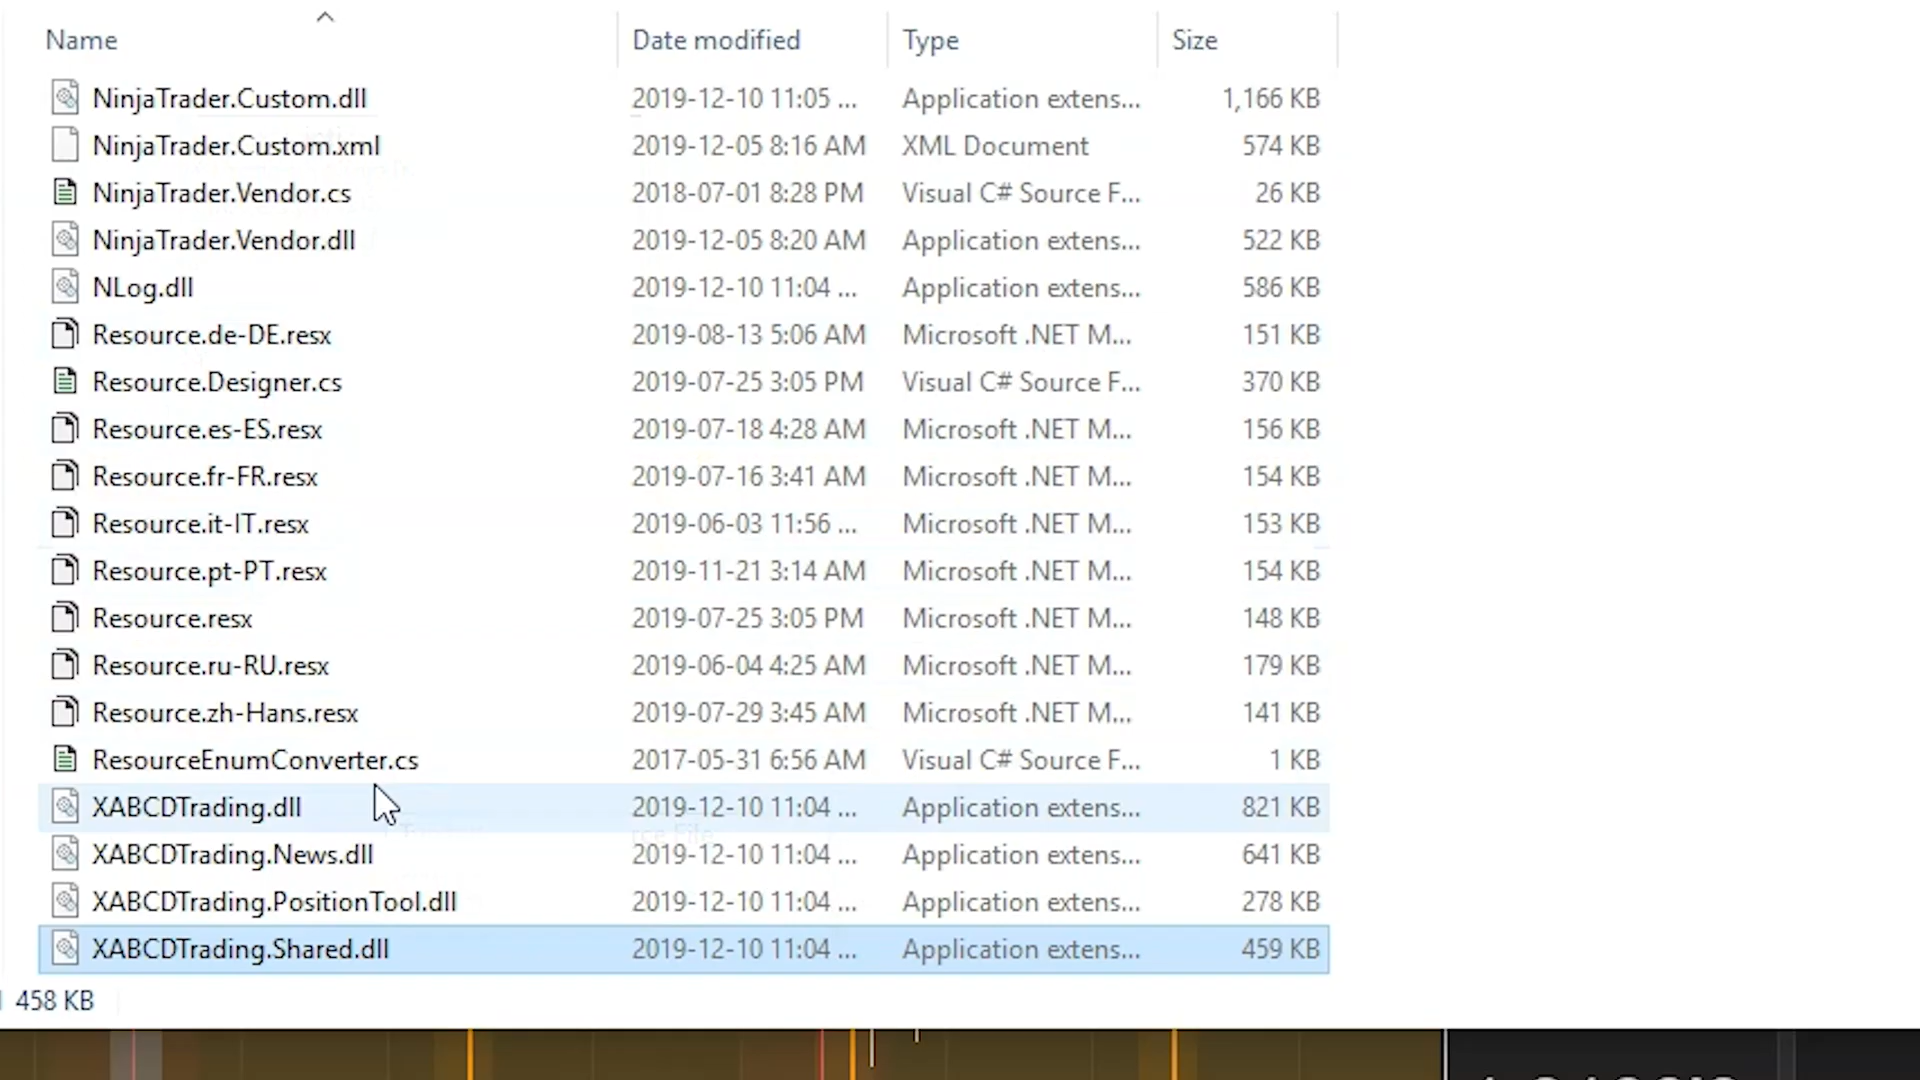 Name Date modified Type Size
NinjaTrader.Custom.dll 2019-12-10 11:05 ... Application extens... 1,166 KB
NinjaTrader.Custom.xml 2019-12-05 8:16 AM XML Document 574 KB
NinjaTrader.Vendor.cs 2018-07-01 8:28 PM Visual C# Source F... 26 KB
NinjaTrader.Vendor.dll 2019-12-05 8:20 AM Application extens... 522 KB
NLog.dll 2019-12-10 11:04 ... Application extens... 586 KB
Resource.de-DE.resx 2019-08-13 5:06 AM Microsoft .NET M... 151 KB
Resource.Designer.cs 2019-07-25 3:05 PM Visual C# Source F... 370 KB
Resource.es-ES.resx 2019-07-18 4:28 AM Microsoft .NET M... 156 KB
Resource.fr-FR.resx 2019-07-16 3:41 AM Microsoft .NET M... 154 KB
Resource.it-IT.resx 2019-06-03 11:56 ... Microsoft .NET M... 153 KB
Resource.pt-PT.resx 2019-11-21 3:14 AM Microsoft .NET M... 154 KB
Resource.resx 2019-07-25 3:05 PM Microsoft .NET M... 148 KB
Resource.ru-RU.resx 2019-06-04 4:25 AM Microsoft .NET M... 179 KB
Resource.zh-Hans.resx 2019-07-29 3:45 AM Microsoft .NET M... 141 KB
ResourceEnumConverter.cs 2017-05-31 6:56 AM Visual C# Source F... 1 KB
XABCDTrading.dll 2019-12-10 11:04 ... Application extens... 821 KB
XABCDTrading.News.dll 2019-12-10 11:04 ... Application extens... 641 KB
XABCDTrading.PositionTool.dll 2019-12-10 11:04 ... Application extens... 278 KB
XABCDTrading.Shared.dll 2019-12-10 11:04 ... Application extens... 459 KB
458 KB